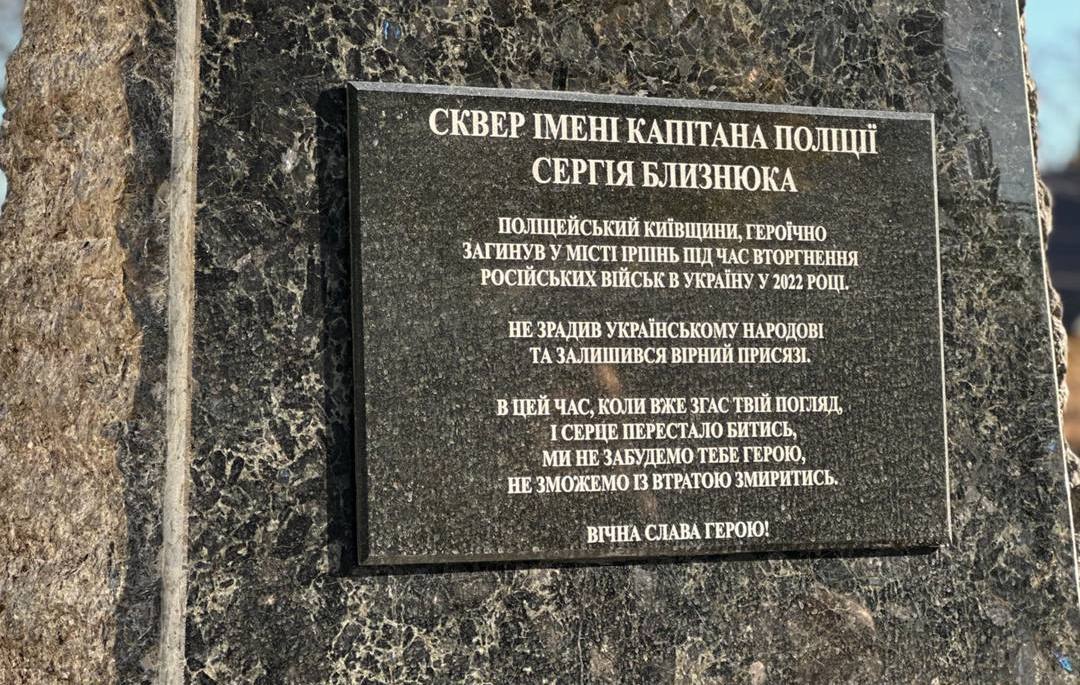 СКВЕР ІМЕНІ КАПІТАНА ПОЛІЦІЇ
СЕРГІЯ БЛИЗНЮКА
ПОЛІЦЕЙСЬКИЙ КИЇВЩИНИ, ГЕРОЇЧНО
ЗАГИНУВ У МІСТІ ІРПІНЬ ПІД ЧАС ВТОРГНЕННЯ
РОСІЙСЬКИХ ВІЙСЬК В УКРАЇНУ У 2022 РОЦІ.
НЕ ЗРАДИВ УКРАЇНСЬКОМУ НАРОДОВІ
ТА ЗАЛИШИВСЯ ВІРНИЙ ПРИСЯЗІ.
В ЦЕЙ ЧАС, КОЛИ ВЖЕ ЗГАС ТВІЙ ПОГЛЯД,
І СЕРЦЕ ПЕРЕСТАЛО БИТИСЬ,
МИ НЕ ЗАБУДЕМО ТЕБЕ ГЕРОЮ,
НЕ ЗМОЖЕМО ІЗ ВТРАТОЮ ЗМИРИТИСЬ.
ВІЧНА СЛАВА ГЕРОЮ!